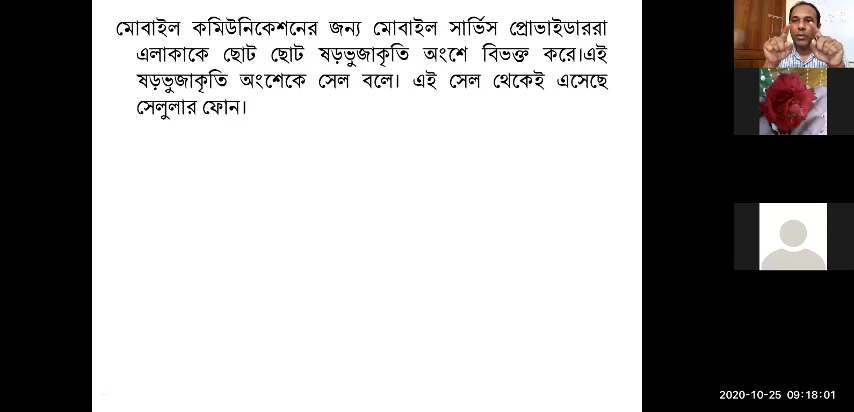 মোবাইল কমিউনিকেশনের জন্য মোবাইল সার্ভিস প্রোভাইডাররা
এলাকাকে ছোট ছোট ষড়ভুজাকৃতি অংশে বিভক্ত করে।এই
ষড়ভুজাকৃতি অংশেকে সেল বলে। এই সেল থেকেই এসেছে
সেলুলার ফোন।
2020-10-25 09:18:01